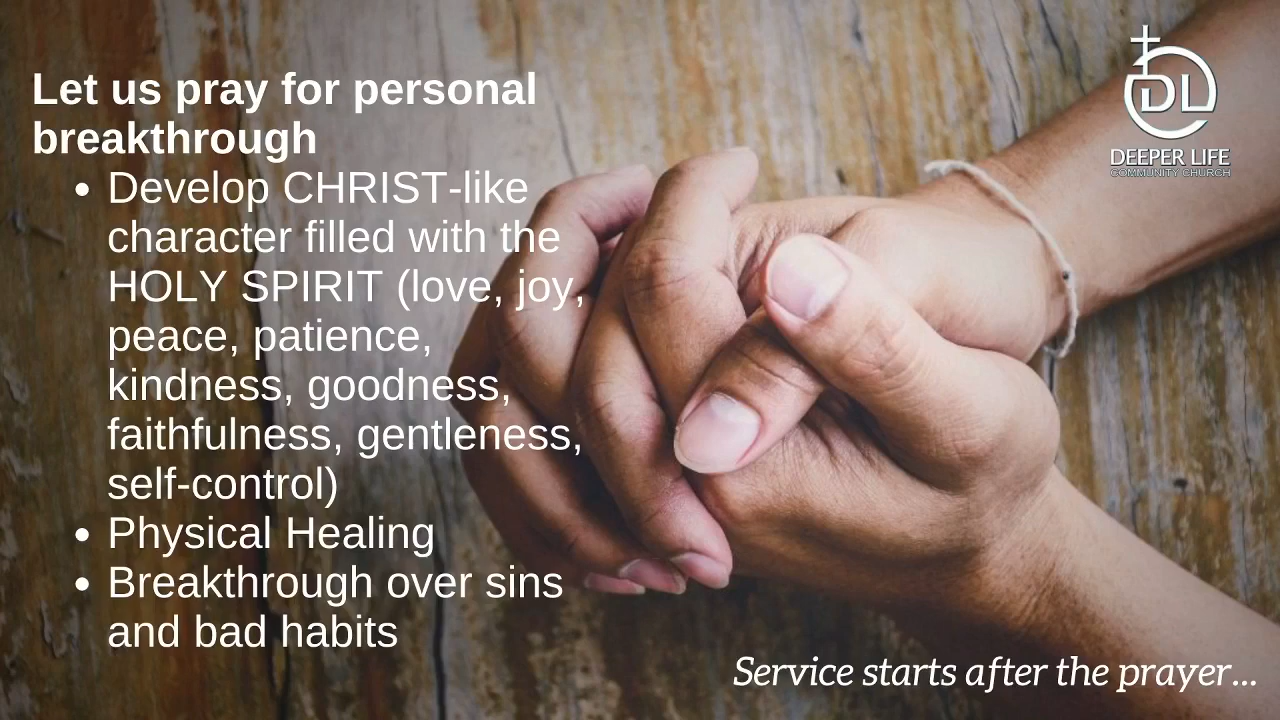 Let us pray for personal
breakthrough
• Develop CHRIST-like
character filled with the
HOLY SPIRIT (love, joy,
peace, patience,
kindness, goodness,
faithfulness, gentleness,
self-control)
• Physical Healing
• Breakthrough over sins
and bad habits
DL
DEEPER LIFE
COMMUNITY CHURCH
Service starts after the prayer...